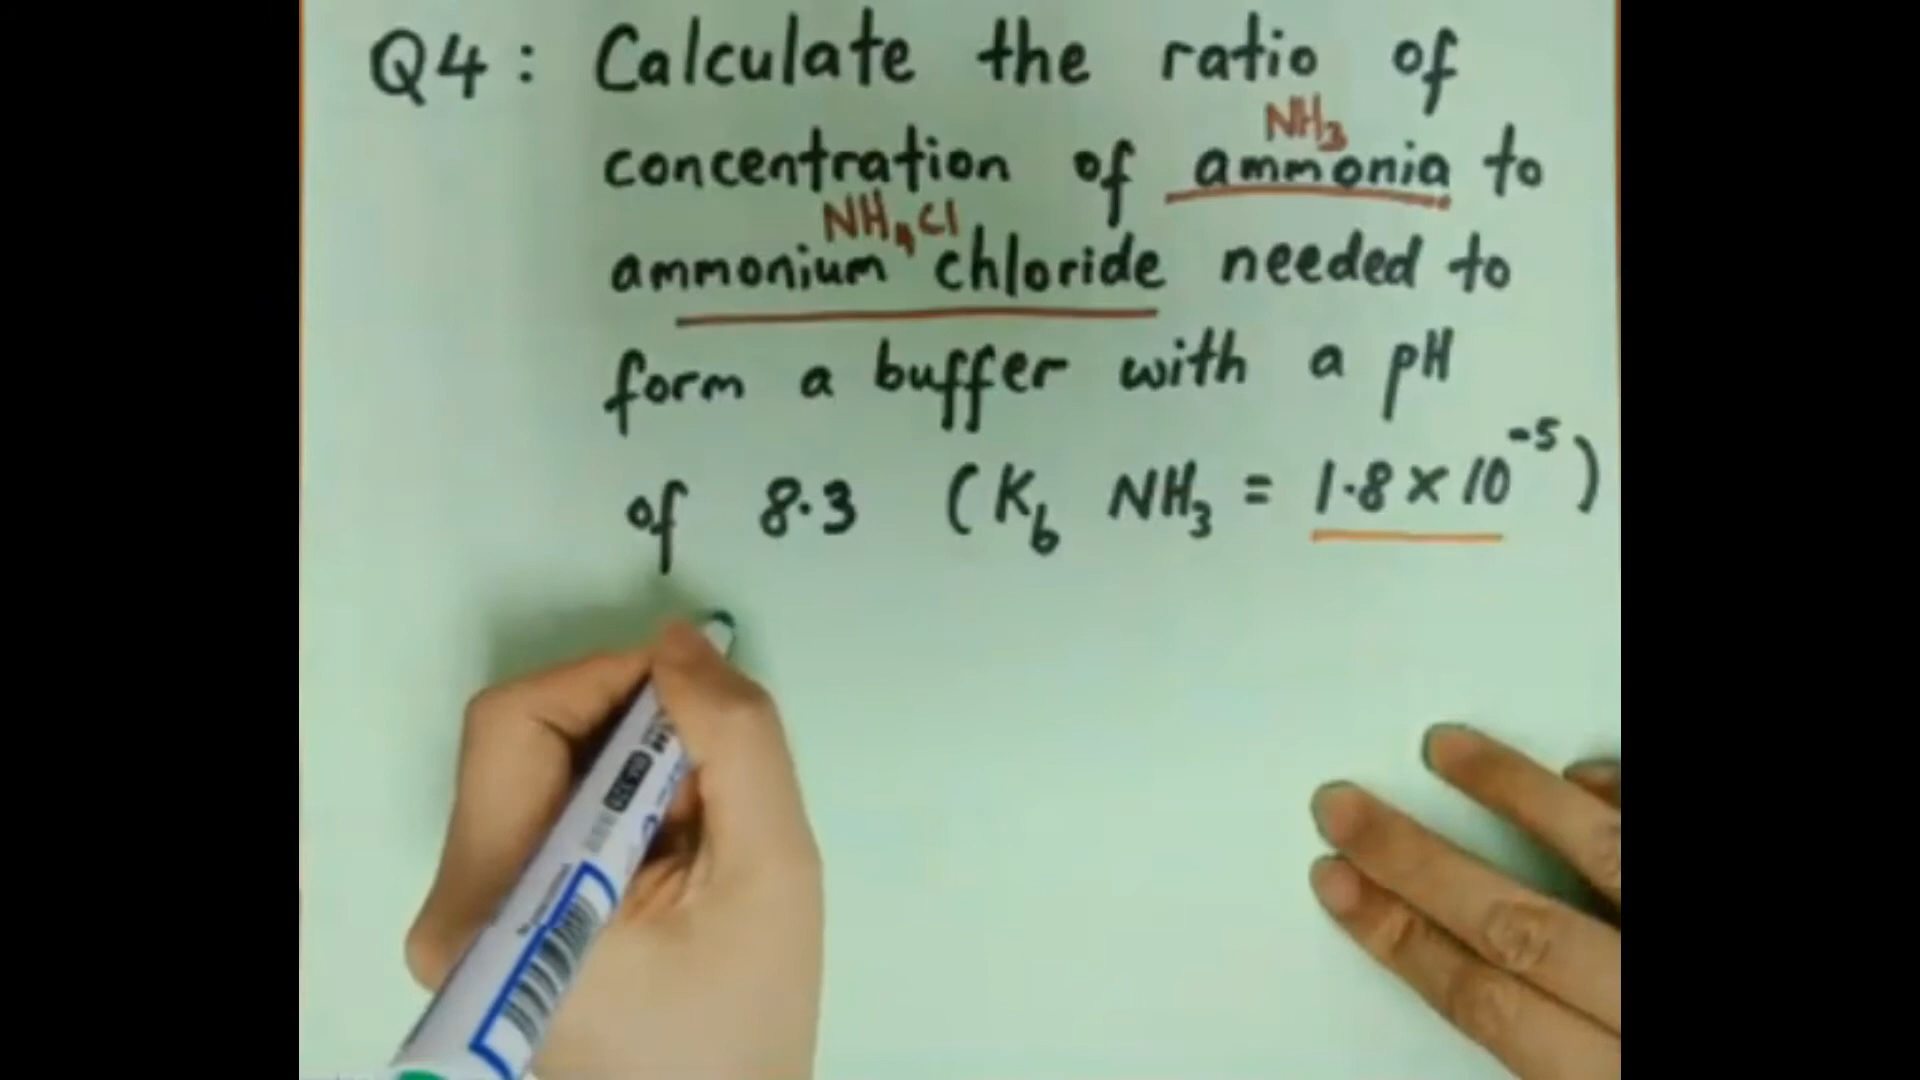 Q4 : Calculate the ratio of
NH₃
concentration of ammonia to
NH₄Cl
ammonium chloride needed to
form a buffer with a pH
of 8.3 (K_b NH₃ = 1.8 × 10⁻⁵)